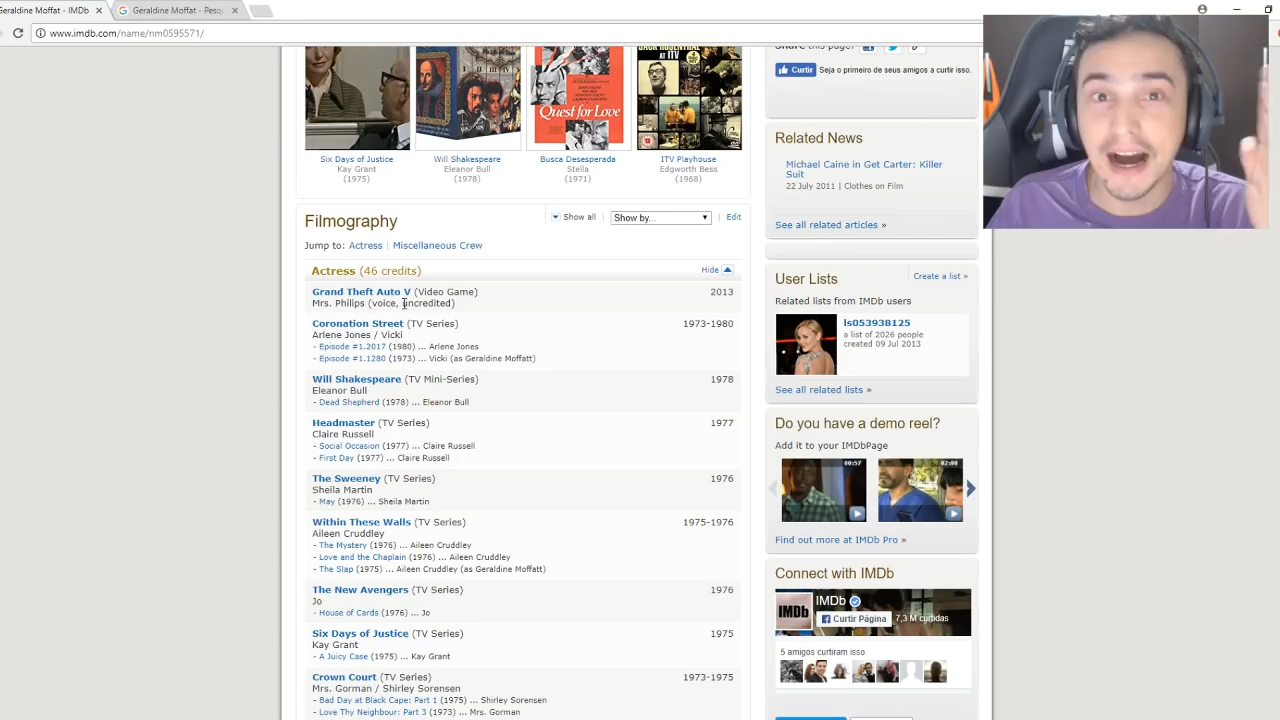 Geraldine Moffat - IMDb
Geraldine Moffat - Pesq
www.imdb.com/name/nm0595571/
JACK ROSENTHAL
AT ITV
Quest for Love
Six Days of Justice
Kay Grant
(1975)
Will Shakespeare
Eleanor Bull
(1978)
Busca Desesperada
Stella
(1971)
ITV Playhouse
Edgworth Bess
(1968)
Filmography
Show all | Show by... Edit
Jump to: Actress | Miscellaneous Crew
Actress (46 credits) Hide
Grand Theft Auto V (Video Game) 2013
Mrs. Philips (voice, uncredited)
Coronation Street (TV Series) 1973-1980
Arlene Jones / Vicki
- Episode #1.2017 (1980) ... Arlene Jones
- Episode #1.1280 (1973) ... Vicki (as Geraldine Moffatt)
Will Shakespeare (TV Mini-Series) 1978
Eleanor Bull
- Dead Shepherd (1978) ... Eleanor Bull
Headmaster (TV Series) 1977
Claire Russell
- Social Occasion (1977) ... Claire Russell
- First Day (1977) ... Claire Russell
The Sweeney (TV Series) 1976
Sheila Martin
- May (1976) ... Sheila Martin
Within These Walls (TV Series) 1975-1976
Aileen Cruddley
- The Mystery (1976) ... Aileen Cruddley
- Love and the Chaplain (1976) ... Aileen Cruddley
- The Slap (1975) ... Aileen Cruddley (as Geraldine Moffatt)
The New Avengers (TV Series) 1976
Jo
- House of Cards (1976) ... Jo
Six Days of Justice (TV Series) 1975
Kay Grant
- A Juicy Case (1975) ... Kay Grant
Crown Court (TV Series) 1973-1975
Mrs. Gorman / Shirley Sorensen
- Bad Day at Black Cape: Part 1 (1975) ... Shirley Sorensen
- Love Thy Neighbour: Part 3 (1973) ... Mrs. Gorman
Share this page:
Curtir Seja o primeiro de seus amigos a curtir isso.
Related News
Michael Caine in Get Carter: Killer
Suit
22 July 2011 | Clothes on Film
See all related articles »
User Lists Create a list »
Related lists from IMDb users
ls053938125
a list of 2026 people
created 09 Jul 2013
See all related lists »
Do you have a demo reel?
Add it to your IMDbPage
00:57 02:08
Find out more at IMDb Pro »
Connect with IMDb
IMDb
IMDb
Curtir Página 7,3 M curtidas
5 amigos curtiram isso